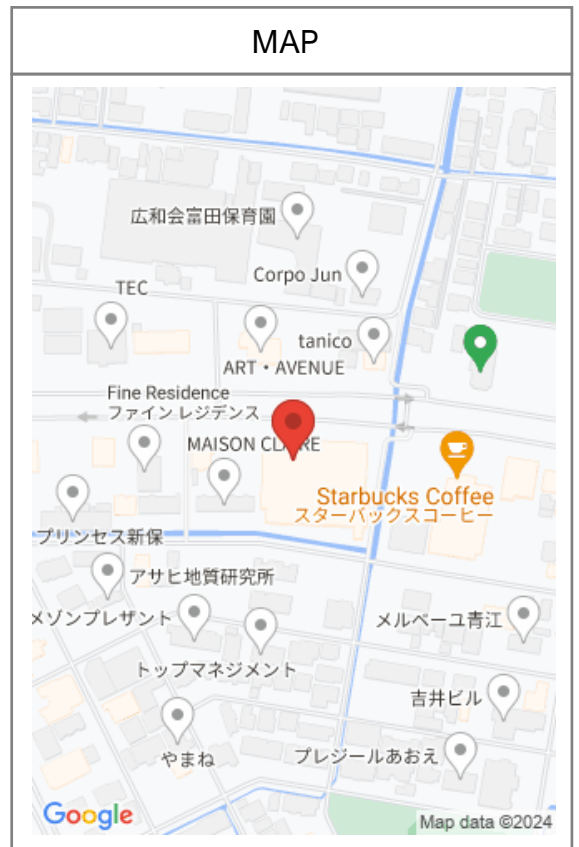 MAP
広和会富田保育園
Corpo Jun
TEC
tanico
ART・AVENUE
Fine Residence
ファインレジデンス
MAISON CLAIRE
Starbucks Coffee
スターバックスコーヒー
プリンセス新保
アサヒ地質研究所
メゾンプレザント
メルベーユ青江
トップマネジメント
吉井ビル
やまね
プレジールあおえ
Google
Map data ©2024